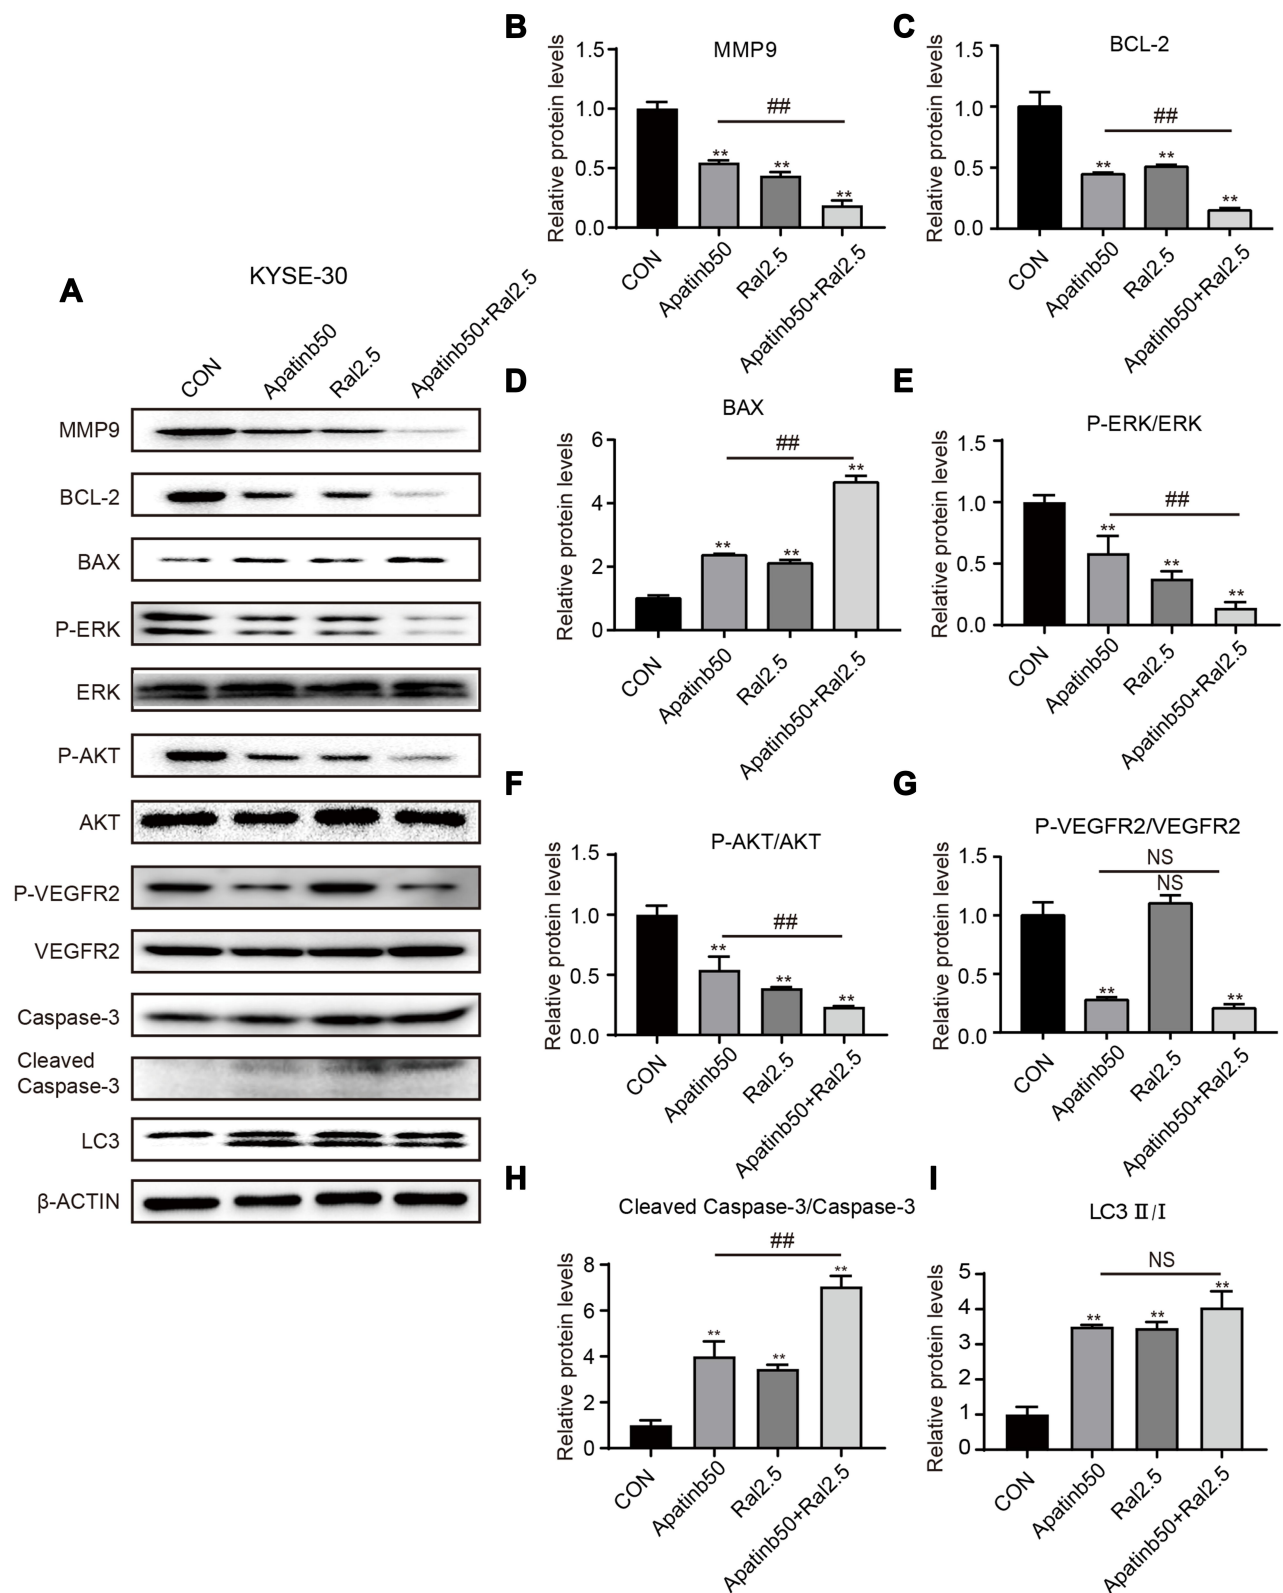 A
KYSE-30
CON
Apatinb50
Ral2.5
Apatinb50+Ral2.5
MMP9
BCL-2
BAX
P-ERK
ERK
P-AKT
AKT
P-VEGFR2
VEGFR2
Caspase-3
Cleaved
Caspase-3
LC3
β-ACTIN
B
MMP9
Relative protein levels
1.5
1.0
0.5
0.0
##
**
**
**
CON
Apatinb50
Ral2.5
Apatinb50+Ral2.5
C
BCL-2
Relative protein levels
1.5
1.0
0.5
0.0
##
**
**
**
CON
Apatinb50
Ral2.5
Apatinb50+Ral2.5
D
BAX
Relative protein levels
6
4
2
0
##
**
**
**
CON
Apatinb50
Ral2.5
Apatinb50+Ral2.5
E
P-ERK/ERK
Relative protein levels
1.5
1.0
0.5
0.0
##
**
**
**
CON
Apatinb50
Ral2.5
Apatinb50+Ral2.5
F
P-AKT/AKT
Relative protein levels
1.5
1.0
0.5
0.0
##
**
**
**
CON
Apatinb50
Ral2.5
Apatinb50+Ral2.5
G
P-VEGFR2/VEGFR2
Relative protein levels
1.5
1.0
0.5
0.0
NS
NS
**
**
CON
Apatinb50
Ral2.5
Apatinb50+Ral2.5
H
Cleaved Caspase-3/Caspase-3
Relative protein levels
8
6
4
2
0
##
**
**
**
CON
Apatinb50
Ral2.5
Apatinb50+Ral2.5
I
LC3 Ⅱ/Ⅰ
Relative protein levels
5
4
3
2
1
0
NS
**
**
**
CON
Apatinb50
Ral2.5
Apatinb50+Ral2.5